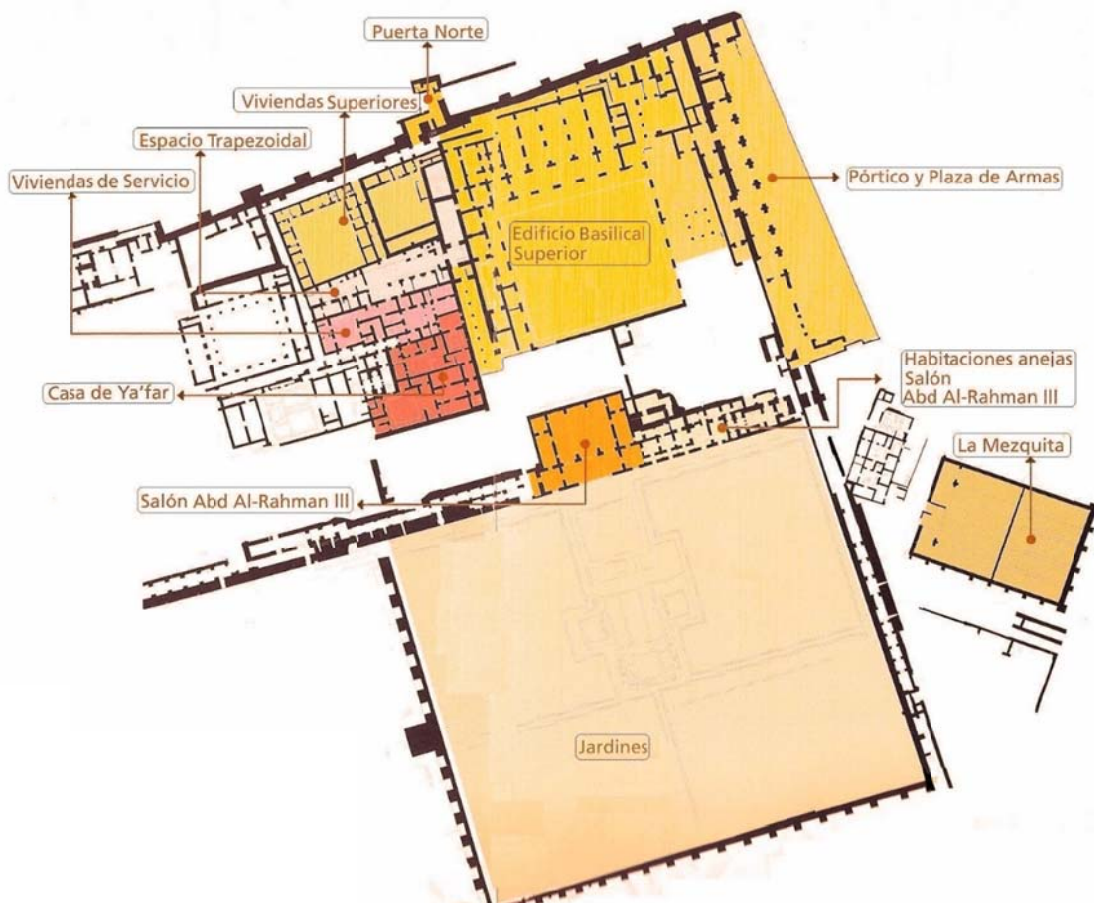 Puerta Norte
Viviendas Superiores
Espacio Trapezoidal
Viviendas de Servicio
Pórtico y Plaza de Armas
Edificio Basilical
Superior
Habitaciones anejas
Salón
Abd Al-Rahman III
Casa de Ya’far
La Mezquita
Salón Abd Al-Rahman III
Jardines